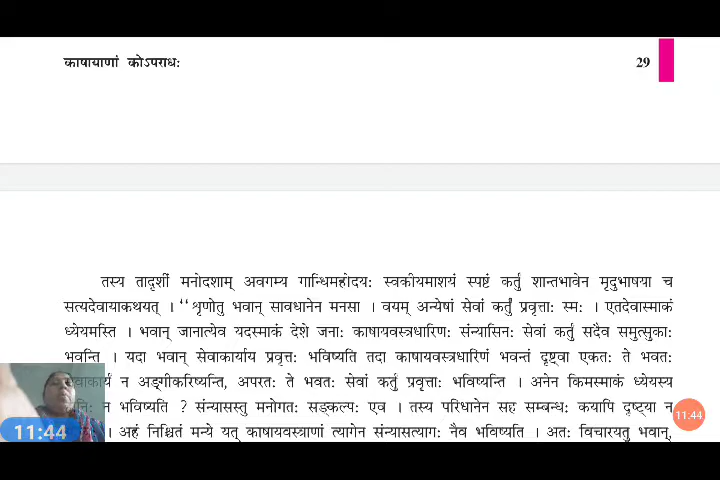 काषायाणां कोऽपराधः 29
तस्य तादृशीं मनोदशाम् अवगम्य गान्धिमहोदयः स्वकीयमाशयं स्पष्टं कर्तुं शान्तभावेन मृदुभाषया च
सत्यदेवायाकथयत् । "श्रृणोतु भवान् सावधानेन मनसा । वयम् अन्येषां सेवां कर्तुं प्रवृत्ताः स्मः । एतदेवास्माकं
ध्येयमस्ति । भवान् जानात्येव यदस्माकं देशे जनाः काषायवस्त्रधारिणः संन्यासिनः सेवां कर्तुं सदैव समुत्सुकाः
भवन्ति । यदा भवान् सेवाकार्याय प्रवृत्तः भविष्यति तदा काषायवस्त्रधारिणं भवन्तं दृष्ट्वा एकतः ते भवतः
न अङ्गीकरिष्यन्ति, अपरतः ते भवतः सेवां कर्तुं प्रवृत्ताः भविष्यन्ति । अनेन किमस्माकं ध्येयस्य
न भविष्यति ? संन्यासस्तु मनोगतः सङ्कल्पः एव । तस्य परिधानेन सह सम्बन्धः कयापि दृष्ट्या न
11:44
। अहं निश्चितं मन्ये यत् काषायवस्त्राणां त्यागेन संन्यासत्यागः नैव भविष्यति । अतः विचारयतु भवान्,
11:44